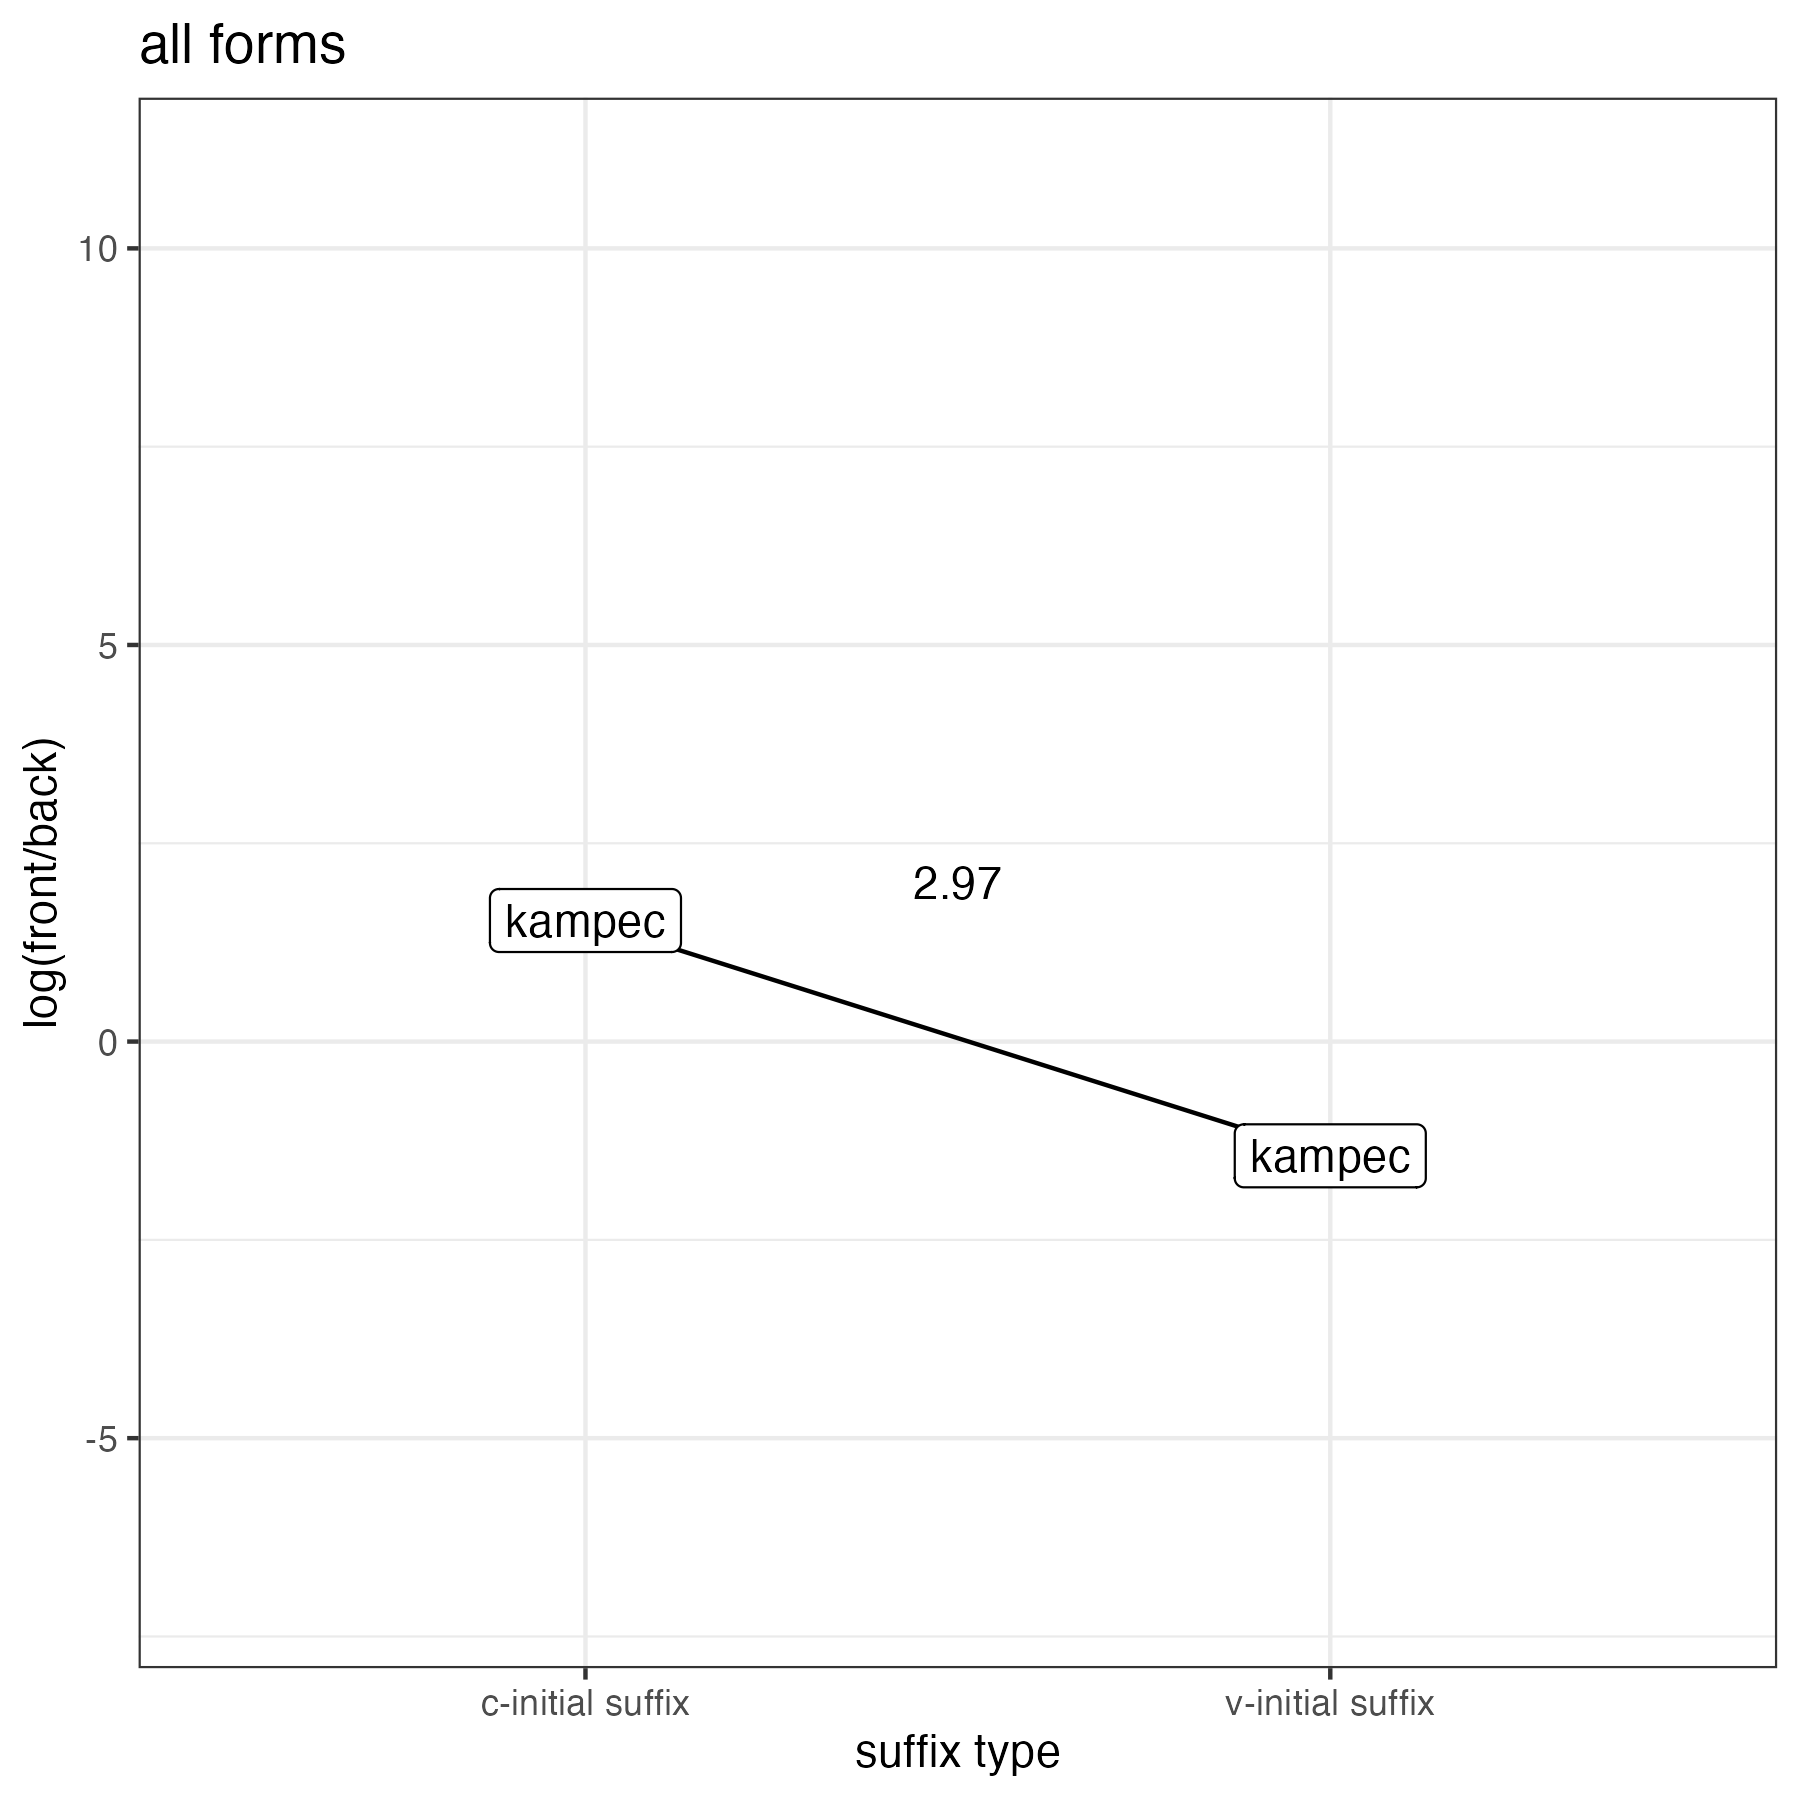 all forms
10
5
0
-5
log(front/back)
2.97
kampec
kampec
c-initial suffix
v-initial suffix
suffix type